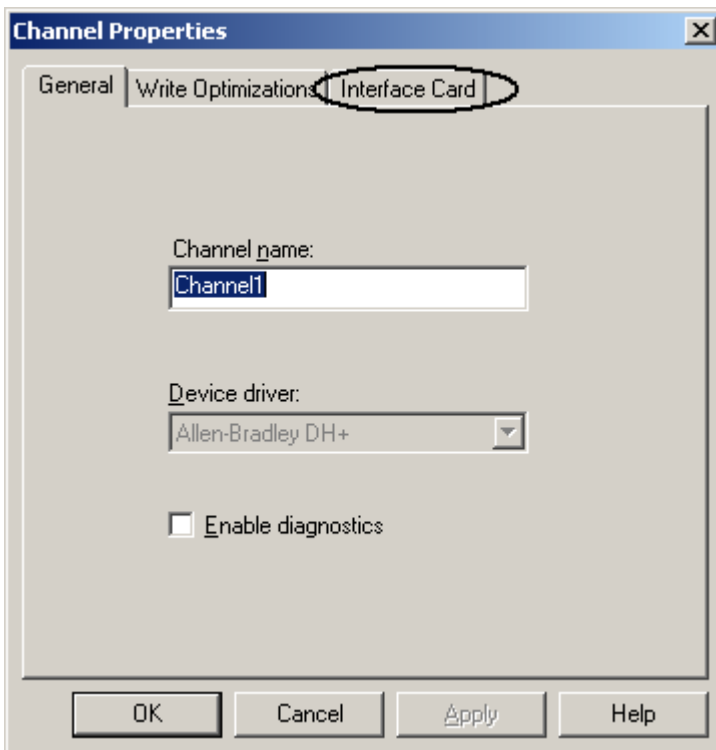 Channel Properties
General Write Optimizations Interface Card
Channel name:
Channel1
Device driver:
Allen-Bradley DH+
Enable diagnostics
OK Cancel Apply Help